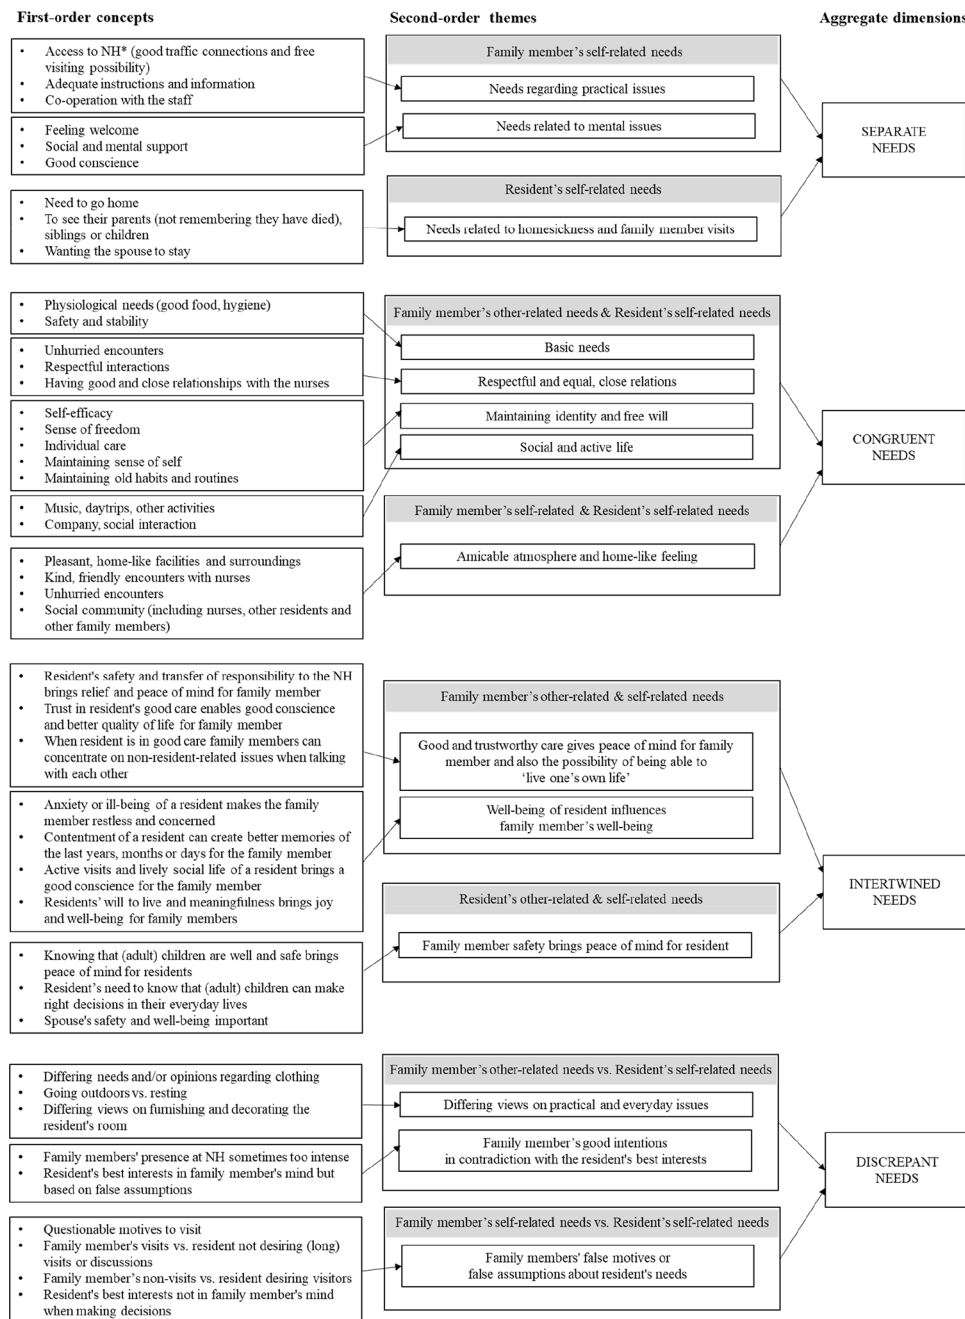 First-order concepts
Second-order themes
Aggregate dimensions
• Access to NH* (good traffic connections and free
visiting possibility)
• Adequate instructions and information
• Co-operation with the staff
• Feeling welcome
• Social and mental support
• Good conscience
• Need to go home
• To see their parents (not remembering they have died),
siblings or children
• Wanting the spouse to stay
Family member’s self-related needs
Needs regarding practical issues
Needs related to mental issues
Resident’s self-related needs
Needs related to homesickness and family member visits
SEPARATE
NEEDS
• Physiological needs (good food, hygiene)
• Safety and stability
• Unhurried encounters
• Respectful interactions
• Having good and close relationships with the nurses
• Self-efficacy
• Sense of freedom
• Individual care
• Maintaining sense of self
• Maintaining old habits and routines
• Music, daytrips, other activities
• Company, social interaction
• Pleasant, home-like facilities and surroundings
• Kind, friendly encounters with nurses
• Unhurried encounters
• Social community (including nurses, other residents and
other family members)
Family member’s other-related needs & Resident’s self-related needs
Basic needs
Respectful and equal, close relations
Maintaining identity and free will
Social and active life
Family member’s self-related & Resident’s self-related needs
Amicable atmosphere and home-like feeling
CONGRUENT
NEEDS
• Resident's safety and transfer of responsibility to the NH
brings relief and peace of mind for family member
• Trust in resident's good care enables good conscience
and better quality of life for family member
• When resident is in good care family members can
concentrate on non-resident-related issues when talking
with each other
• Anxiety or ill-being of a resident makes the family
member restless and concerned
• Contentment of a resident can create better memories of
the last years, months or days for the family member
• Active visits and lively social life of a resident brings a
good conscience for the family member
• Residents’ will to live and meaningfulness brings joy
and well-being for family members
• Knowing that (adult) children are well and safe brings
peace of mind for residents
• Resident’s need to know that (adult) children can make
right decisions in their everyday lives
• Spouse's safety and well-being important
Family member’s other-related & self-related needs
Good and trustworthy care gives peace of mind for family
member and also the possibility of being able to
‘live one’s own life’
Well-being of resident influences
family member’s well-being
Resident’s other-related & self-related needs
Family member safety brings peace of mind for resident
INTERTWINED
NEEDS
• Differing needs and/or opinions regarding clothing
• Going outdoors vs. resting
• Differing views on furnishing and decorating the
resident's room
• Family members' presence at NH sometimes too intense
• Resident's best interests in family member's mind but
based on false assumptions
• Questionable motives to visit
• Family member's visits vs. resident not desiring (long)
visits or discussions
• Family member’s non-visits vs. resident desiring visitors
• Resident's best interests not in family member's mind
when making decisions
Family member’s other-related needs vs. Resident’s self-related needs
Differing views on practical and everyday issues
Family member’s good intentions
in contradiction with the resident's best interests
Family member’s self-related needs vs. Resident’s self-related needs
Family members' false motives or
false assumptions about resident's needs
DISCREPANT
NEEDS